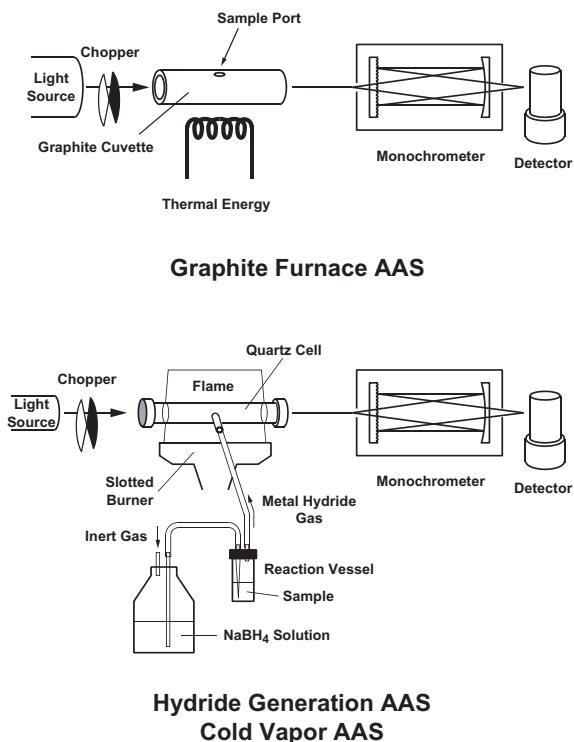 Sample Port
Chopper
Light
Source
Graphite Cuvette
Monochrometer
Detector
Thermal Energy
Graphite Furnace AAS
Quartz Cell
Chopper
Flame
Light
Source
Slotted
Burner
Monochrometer
Detector
Metal Hydride
Gas
Inert Gas
Reaction Vessel
Sample
NaBH₄ Solution
Hydride Generation AAS
Cold Vapor AAS